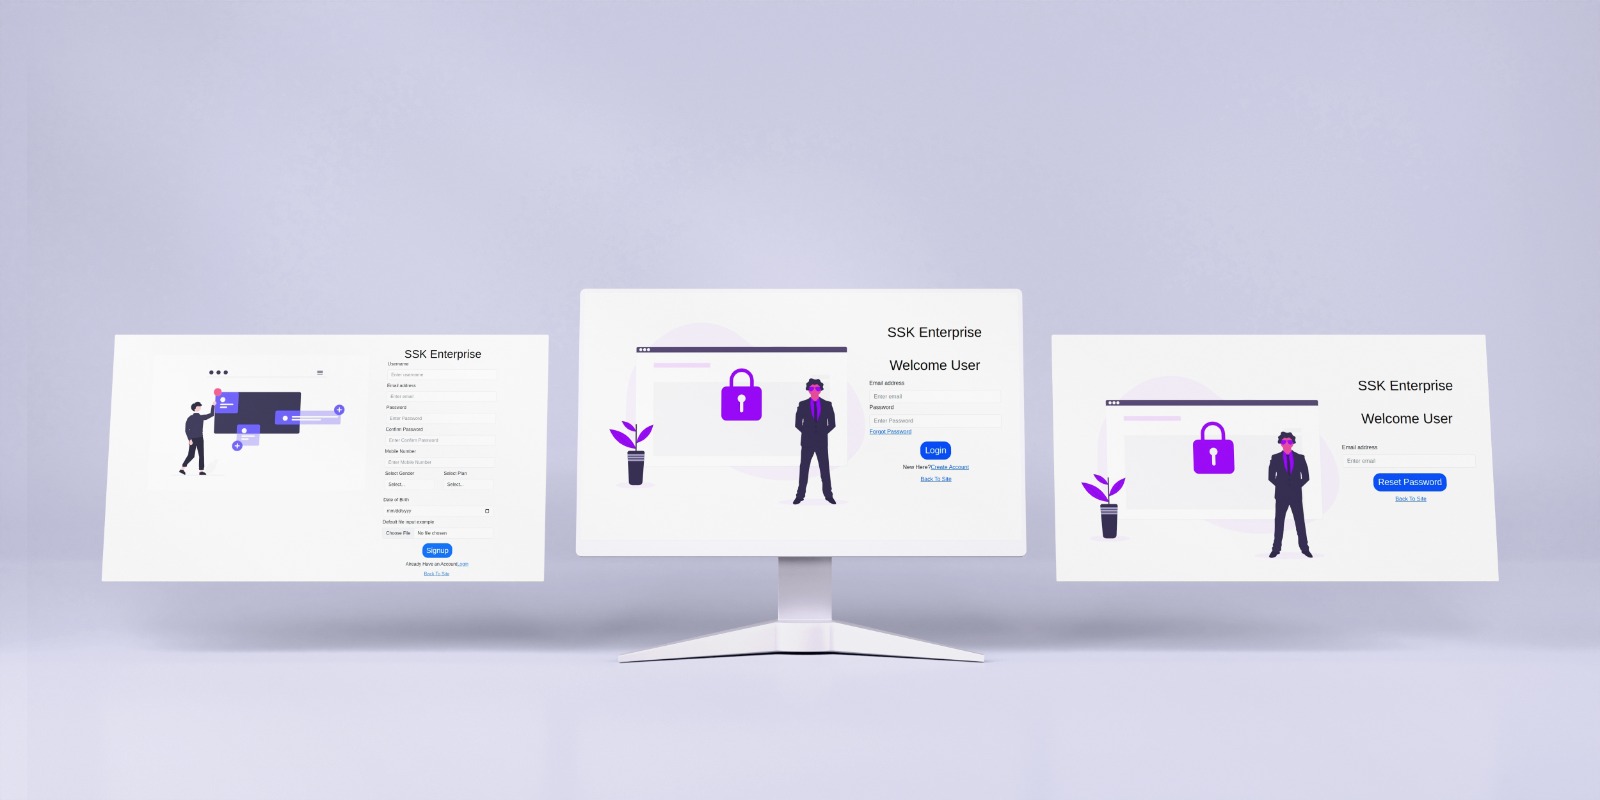 SSK Enterprise
Username
Enter username
Email address
Enter email
Password
Enter Password
Confirm Password
Enter Confirm Password
Mobile Number
Enter Mobile Number
Select Gender Select Plan
Select.. Select..
Date of Birth
mm/dd/yyyy
Default file input example
Choose File No file chosen
Signup
Already Have an Account Login
Back To Site
SSK Enterprise
Welcome User
Email address
Enter email
Password
Enter Password
Forgot Password
Login
New Here?Create Account
Back To Site
SSK Enterprise
Welcome User
Email address
Enter email
Reset Password
Back To Site